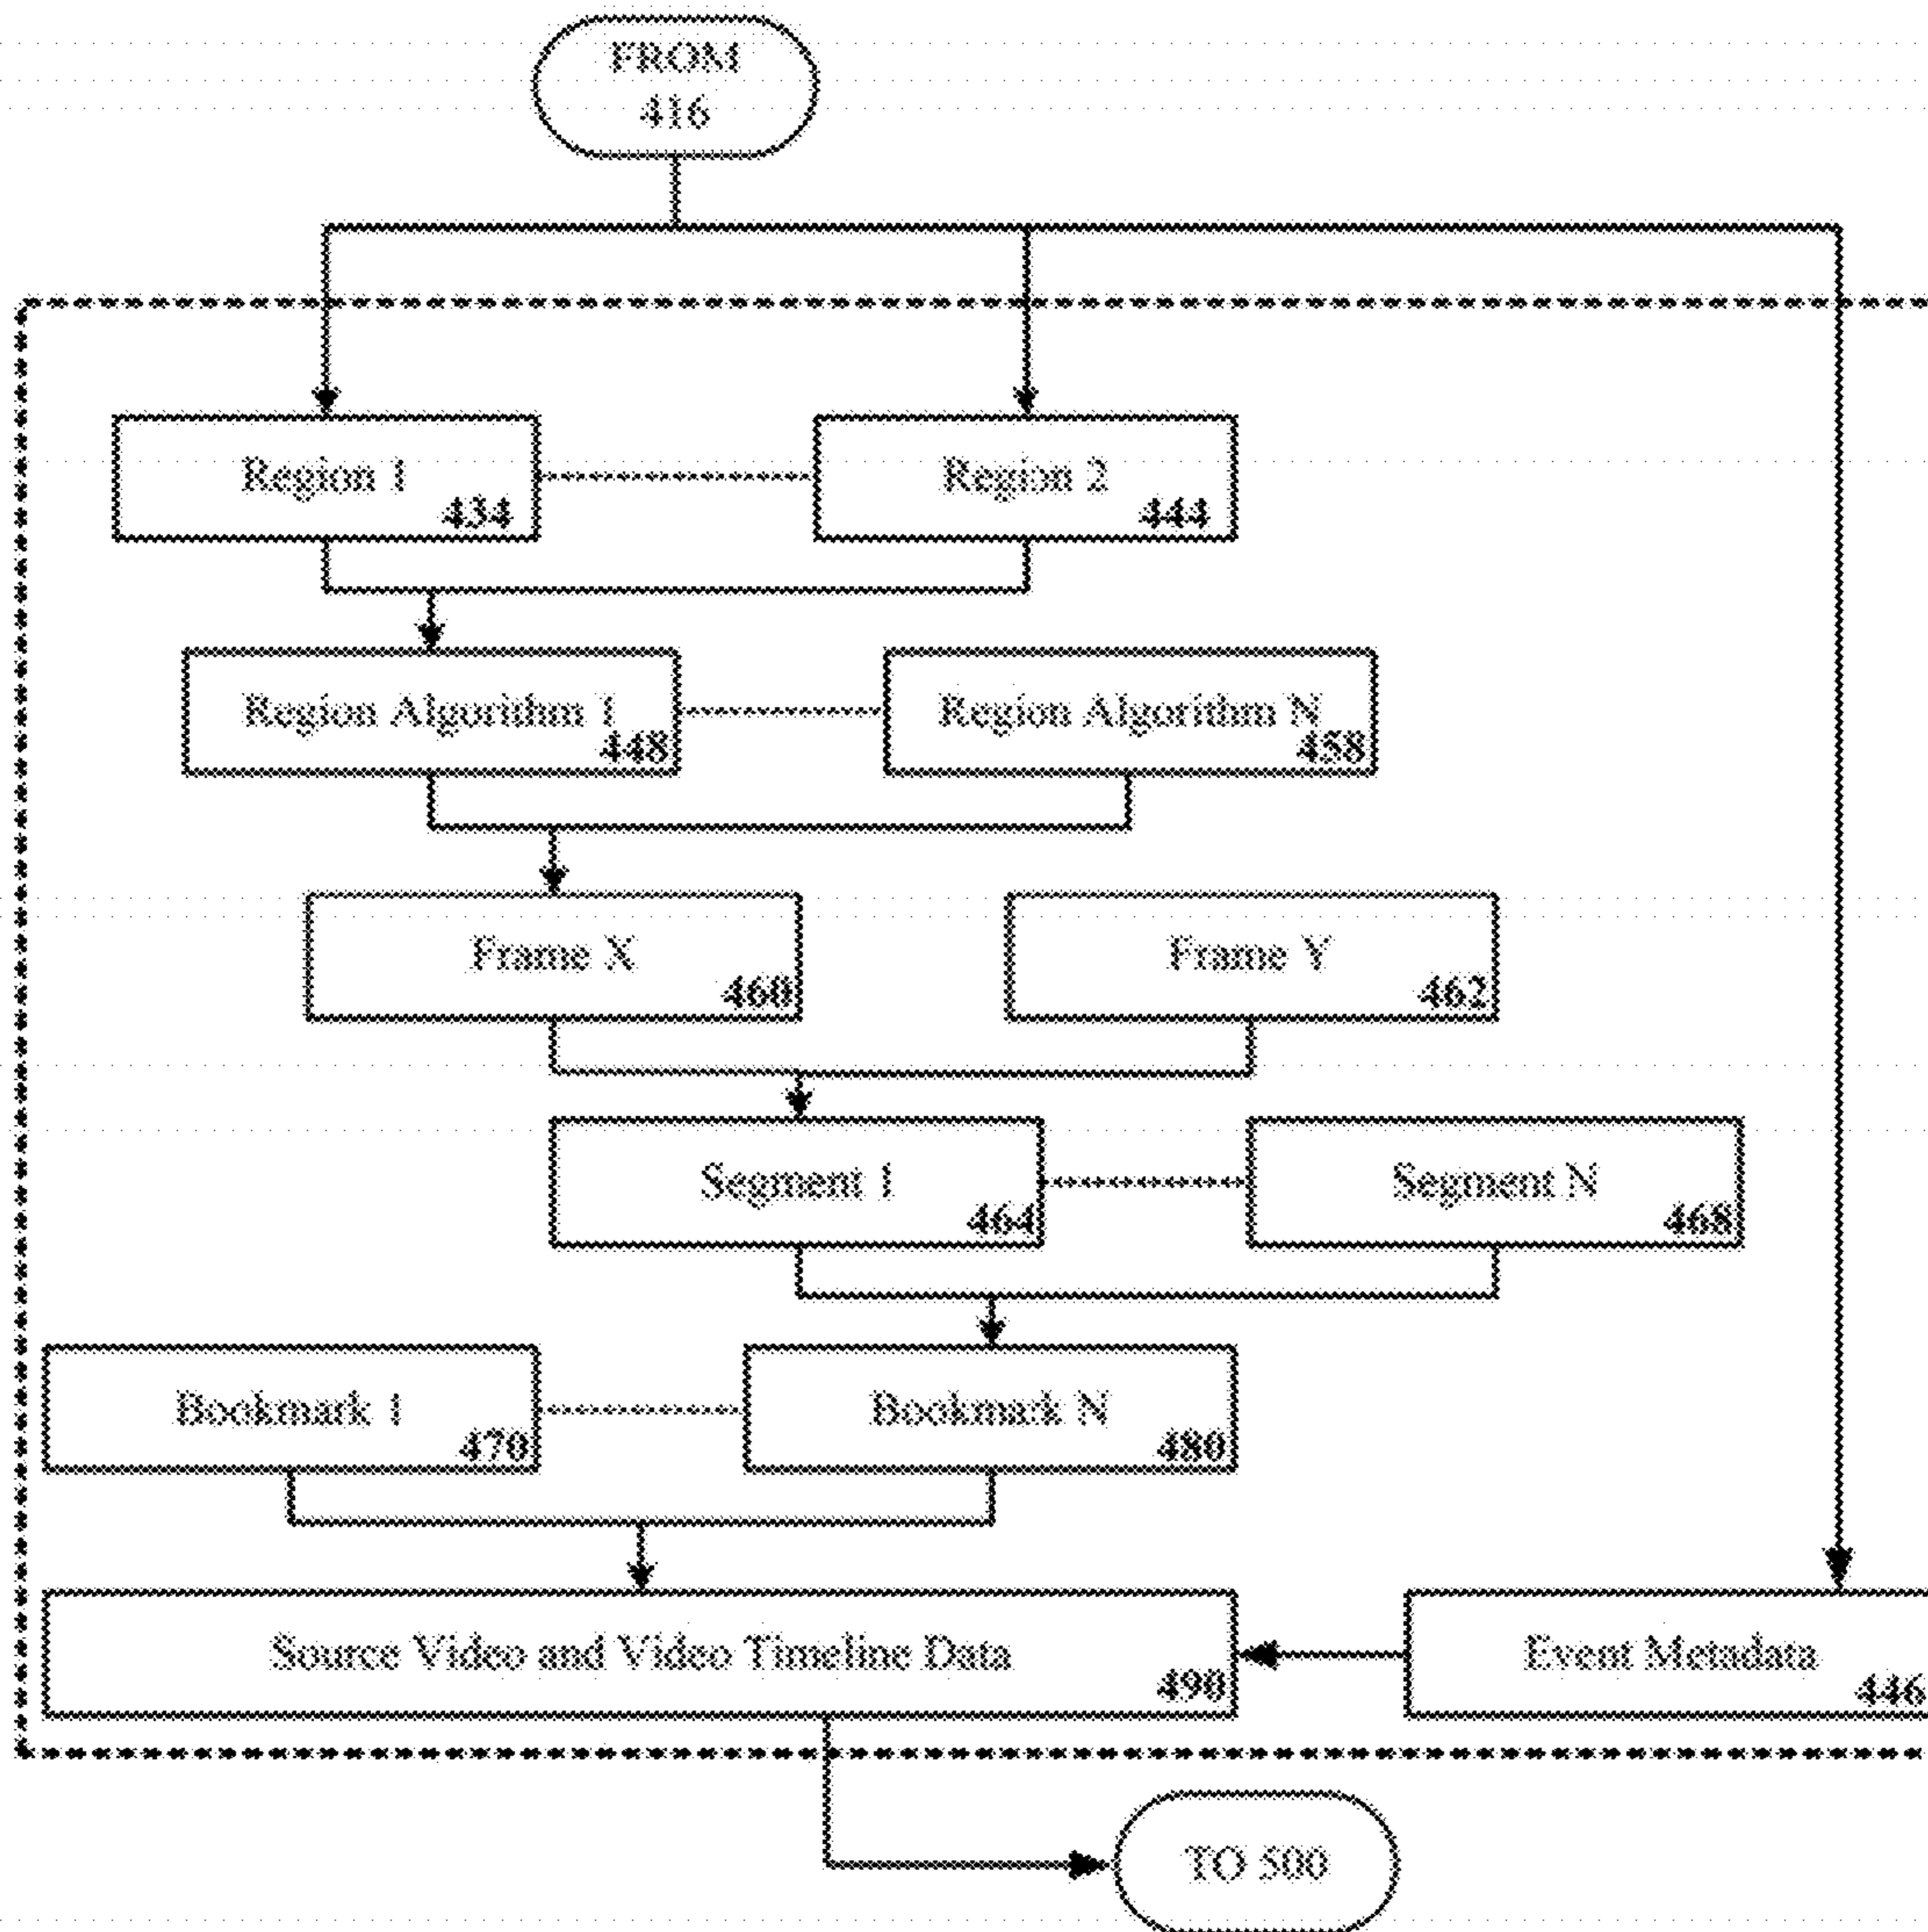 FROM
416
Region 1
434
Region 2
444
Region Algorithm 1
448
Region Algorithm N
458
Frame X
460
Frame Y
462
Segment 1
464
Segment N
468
Bookmark 1
470
Bookmark N
480
Source Video and Video Timeline Data
490
Event Metadata
446
TO 500